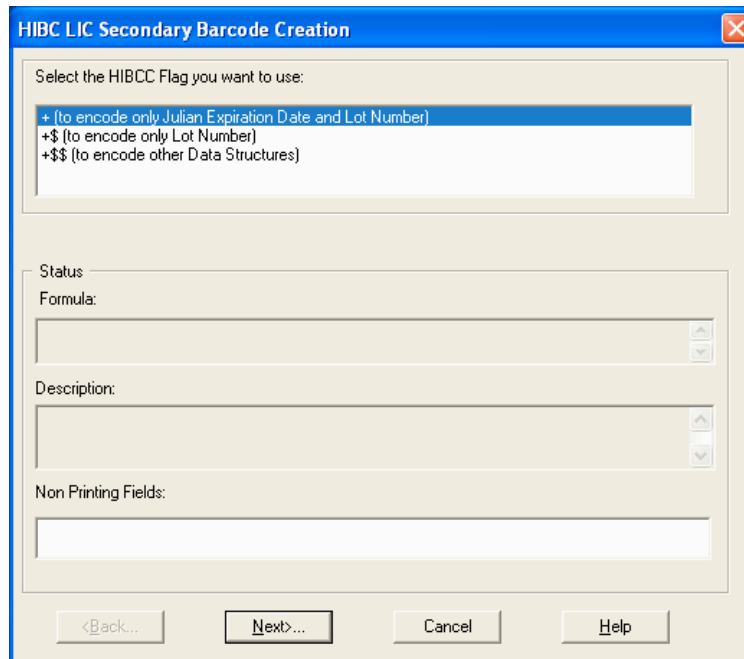 HIBC LIC Secondary Barcode Creation
Select the HIBCC Flag you want to use:
+ (to encode only Julian Expiration Date and Lot Number)
+$ (to encode only Lot Number)
+$$ (to encode other Data Structures)
Status
Formula:
Description:
Non Printing Fields:
<Back... Next>... Cancel Help